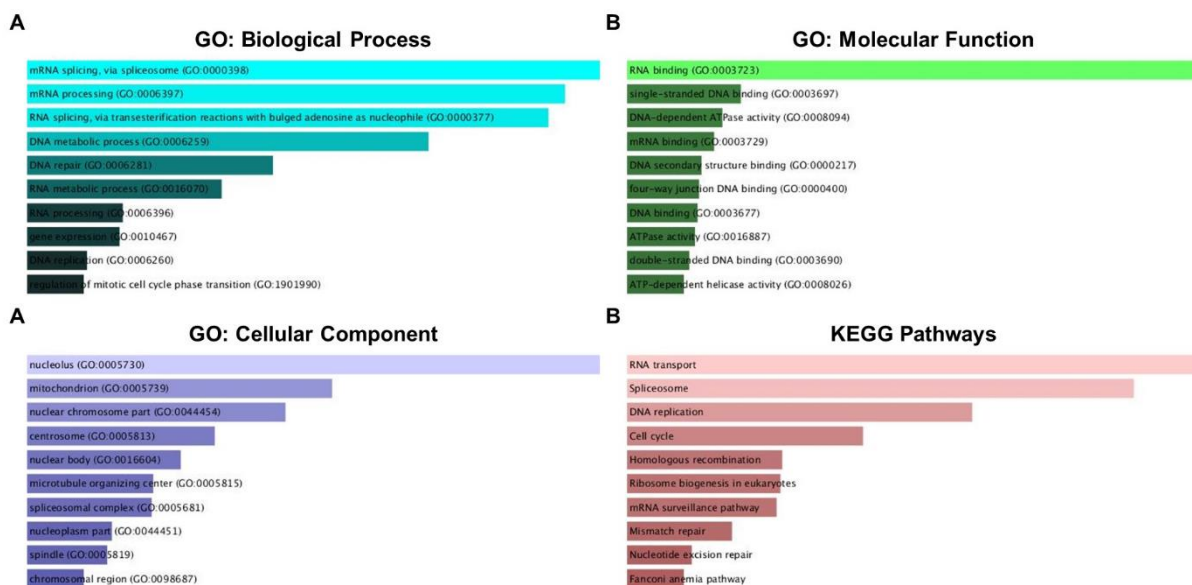 A
GO: Biological Process
mRNA splicing, via spliceosome (GO:0000398)
mRNA processing (GO:0006397)
RNA splicing, via transesterification reactions with bulged adenosine as nucleophile (GO:0000377)
DNA metabolic process (GO:0006259)
DNA repair (GO:0006281)
RNA metabolic process (GO:0016070)
RNA processing (GO:0006396)
gene expression (GO:0010467)
DNA replication (GO:0006260)
regulation of mitotic cell cycle phase transition (GO:1901990)
B
GO: Molecular Function
RNA binding (GO:0003723)
single-stranded DNA binding (GO:0003697)
DNA-dependent ATPase activity (GO:0008094)
mRNA binding (GO:0003729)
DNA secondary structure binding (GO:0000217)
four-way junction DNA binding (GO:0000400)
DNA binding (GO:0003677)
ATPase activity (GO:0016887)
double-stranded DNA binding (GO:0003690)
ATP-dependent helicase activity (GO:0008026)
A
GO: Cellular Component
nucleolus (GO:0005730)
mitochondrion (GO:0005739)
nuclear chromosome part (GO:0044454)
centrosome (GO:0005813)
nuclear body (GO:0016604)
microtubule organizing center (GO:0005815)
spliceosomal complex (GO:0005681)
nucleoplasm part (GO:0044451)
spindle (GO:0005819)
chromosomal region (GO:0098687)
B
KEGG Pathways
RNA transport
Spliceosome
DNA replication
Cell cycle
Homologous recombination
Ribosome biogenesis in eukaryotes
mRNA surveillance pathway
Mismatch repair
Nucleotide excision repair
Fanconi anemia pathway